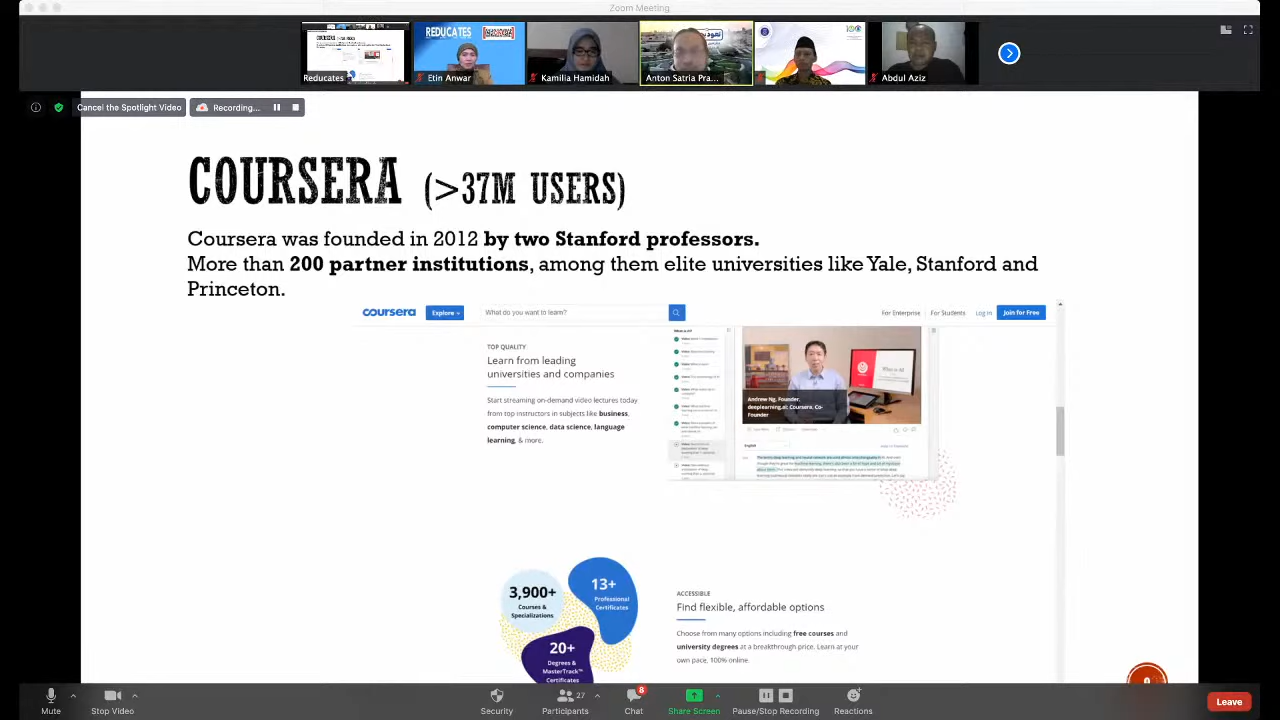 Zoom Meeting
REDUCATES
Reducates
Etin Anwar
Kamilia Hamidah
Anton Satria Pra...
Abdul Aziz
Cancel the Spotlight Video
Recording...
COURSERA (>37M USERS)
Coursera was founded in 2012 by two Stanford professors.
More than 200 partner institutions, among them elite universities like Yale, Stanford and
Princeton.
coursera
Explore
What do you want to learn?
For Enterprise
For Students
Log In
Join for Free
TOP QUALITY
Learn from leading
universities and companies
Start streaming on-demand video lectures today
from top instructors in subjects like business,
computer science, data science, language
learning, & more.
What is AI?
Andrew Ng, Founder,
deeplearning.ai; Coursera, Co-
Founder
English
3,900+
Courses &
Specializations
13+
Professional
Certificates
20+
Degrees &
MasterTrack™
Certificates
ACCESSIBLE
Find flexible, affordable options
Choose from many options including free courses and
university degrees at a breakthrough price. Learn at your
own pace, 100% online.
Mute
Stop Video
Security
27
Participants
8
Chat
Share Screen
Pause/Stop Recording
Reactions
Leave